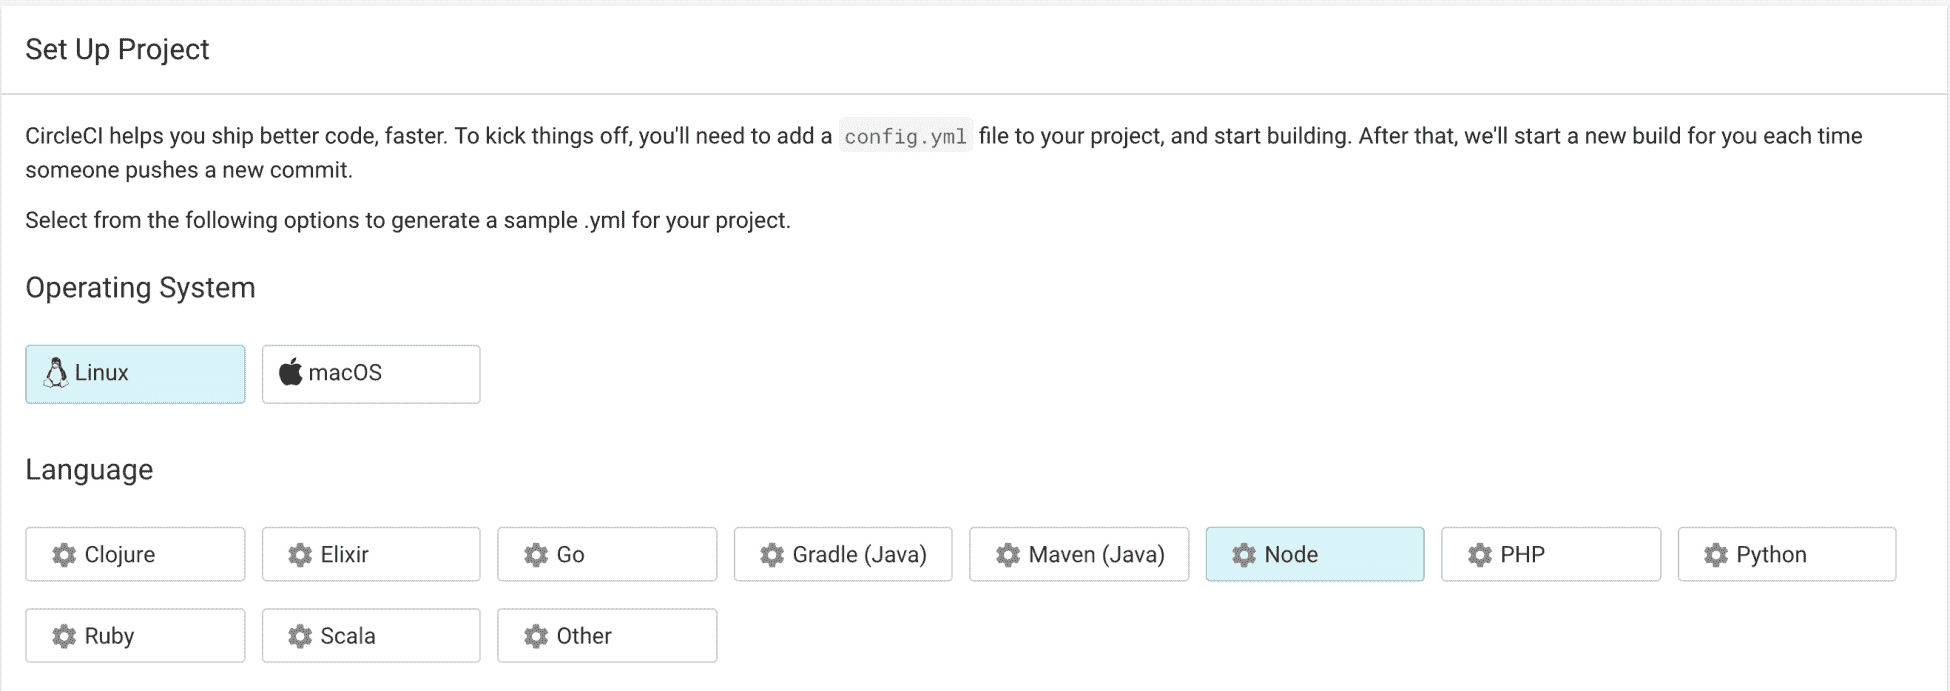 Set Up Project
CircleCI helps you ship better code, faster. To kick things off, you'll need to add a config.yml file to your project, and start building. After that, we'll start a new build for you each time
someone pushes a new commit.
Select from the following options to generate a sample .yml for your project.
Operating System
Linux macOS
Language
Clojure Elixir Go Gradle (Java) Maven (Java) Node PHP Python
Ruby Scala Other